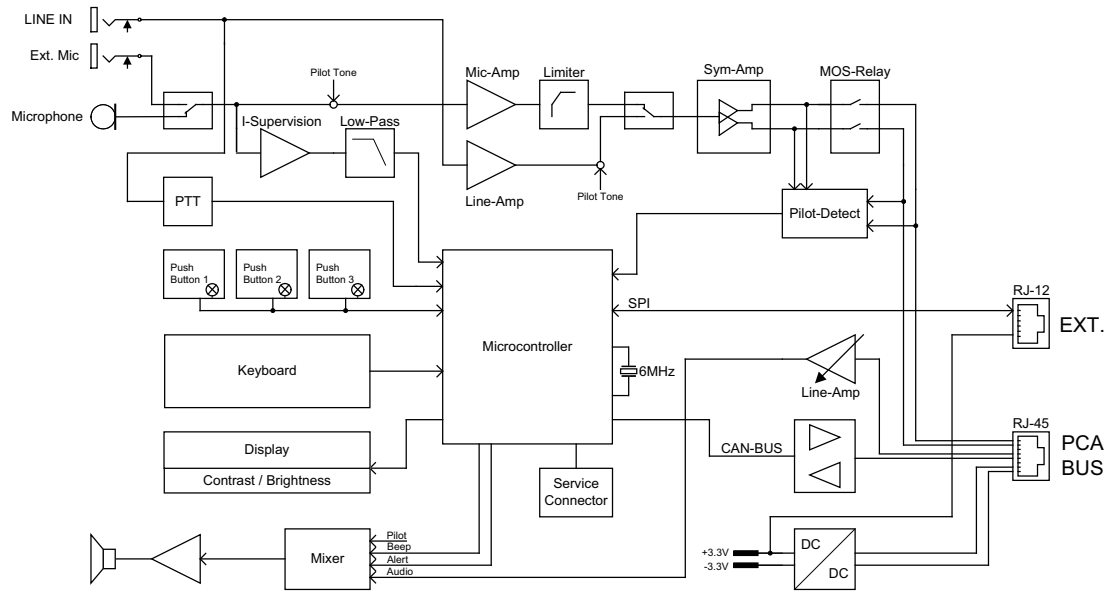 LINE IN
Ext. Mic
Microphone
Pilot Tone
Mic-Amp
Limiter
Sym-Amp
MOS-Relay
I-Supervision
Low-Pass
Line-Amp
Pilot Tone
PTT
Pilot-Detect
Push
Button 1
Push
Button 2
Push
Button 3
Microcontroller
SPI
RJ-12
EXT.
Keyboard
6MHz
Line-Amp
Display
Contrast / Brightness
CAN-BUS
RJ-45
PCA
BUS
Service
Connector
Mixer
Pilot
Beep
Alert
Audio
+3.3V
-3.3V
DC
DC